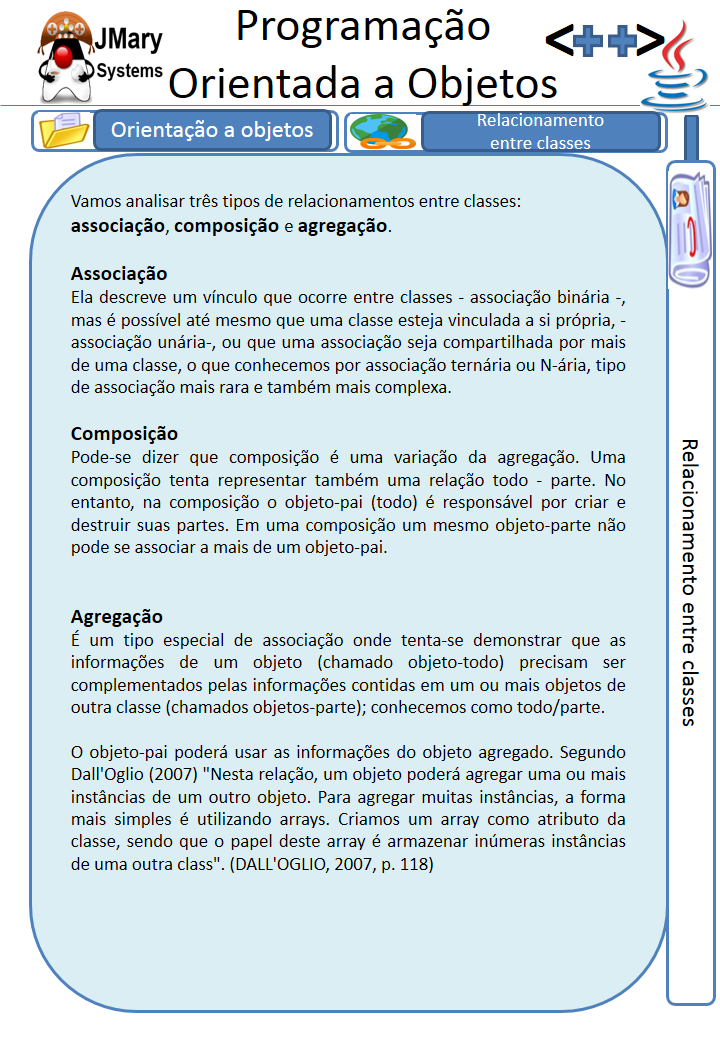 JMary
Systems
Programação
Orientada a Objetos
<++>
Orientação a objetos
Relacionamento
entre classes
Vamos analisar três tipos de relacionamentos entre classes:
associação, composição e agregação.
Associação
Ela descreve um vínculo que ocorre entre classes - associação binária -,
mas é possível até mesmo que uma classe esteja vinculada a si própria, -
associação unária-, ou que uma associação seja compartilhada por mais
de uma classe, o que conhecemos por associação ternária ou N-ária, tipo
de associação mais rara e também mais complexa.
Composição
Pode-se dizer que composição é uma variação da agregação. Uma
composição tenta representar também uma relação todo - parte. No
entanto, na composição o objeto-pai (todo) é responsável por criar e
destruir suas partes. Em uma composição um mesmo objeto-parte não
pode se associar a mais de um objeto-pai.
Agregação
É um tipo especial de associação onde tenta-se demonstrar que as
informações de um objeto (chamado objeto-todo) precisam ser
complementados pelas informações contidas em um ou mais objetos de
outra classe (chamados objetos-parte); conhecemos como todo/parte.
O objeto-pai poderá usar as informações do objeto agregado. Segundo
Dall'Oglio (2007) "Nesta relação, um objeto poderá agregar uma ou mais
instâncias de um outro objeto. Para agregar muitas instâncias, a forma
mais simples é utilizando arrays. Criamos um array como atributo da
classe, sendo que o papel deste array é armazenar inúmeras instâncias
de uma outra class". (DALL'OGLIO, 2007, p. 118)
Relacionamento entre classes